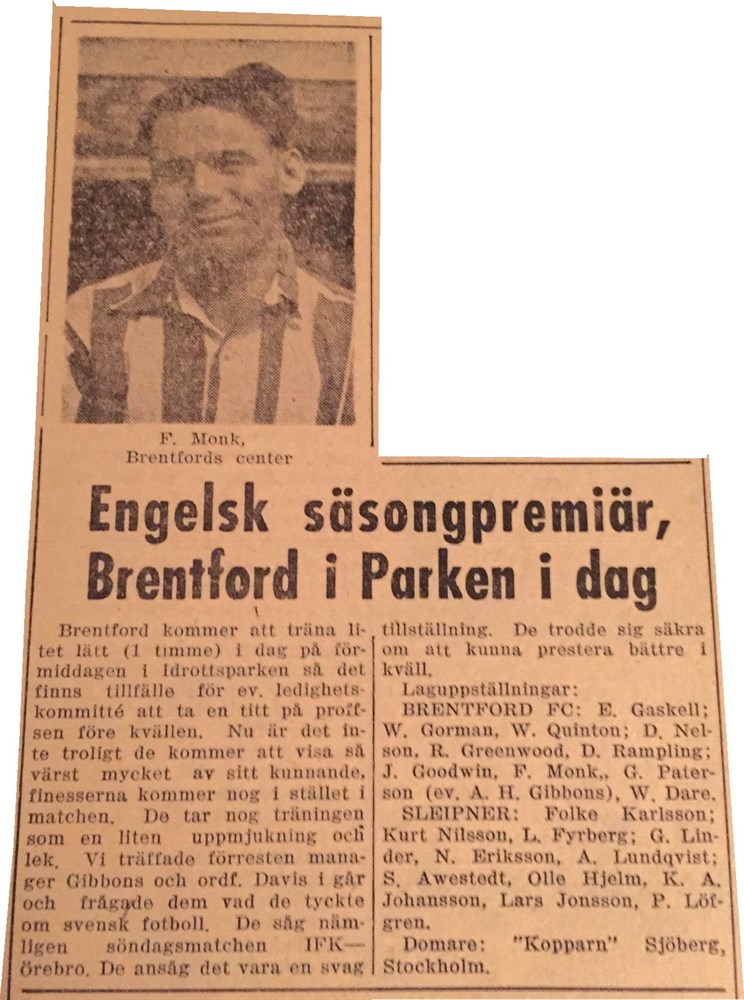 F. Monk,
Brentfords center
Engelsk säsongpremiär,
Brentford i Parken i dag
Brentford kommer att träna li-
tet lätt (1 timme) i dag på för-
middagen i Idrottsparken så det
finns tillfälle för ev. ledighets-
kommitté att ta en titt på proff-
sen före kvällen. Nu är det in-
te troligt de kommer att visa så
värst mycket av sitt kunnande,
finesserna kommer nog i stället i
matchen. De tar nog träningen
som en liten uppmjukning och
lek. Vi träffade förresten mana-
ger Gibbons och ordf. Davis i går
och frågade dem vad de tyckte
om svensk fotboll. De såg näm-
ligen söndagsmatchen IFK—
örebro. De ansåg det vara en svag
tillställning. De trodde sig säkra
om att kunna prestera bättre i
kväll.
Laguppställningar:
BRENTFORD FC: E. Gaskell;
W. Gorman, W. Quinton; D. Nel-
son, R. Greenwood, D. Rampling;
J. Goodwin, F. Monk,, G. Pater-
son (ev. A. H. Gibbons), W. Dare.
SLEIPNER: Folke Karlsson;
Kurt Nilsson, L. Fyrberg; G. Lin-
der, N. Eriksson, A. Lundqvist;
S. Awestedt, Olle Hjelm, K. A.
Johansson, Lars Jonsson, P. Löf-
gren.
Domare: "Kopparn" Sjöberg,
Stockholm.